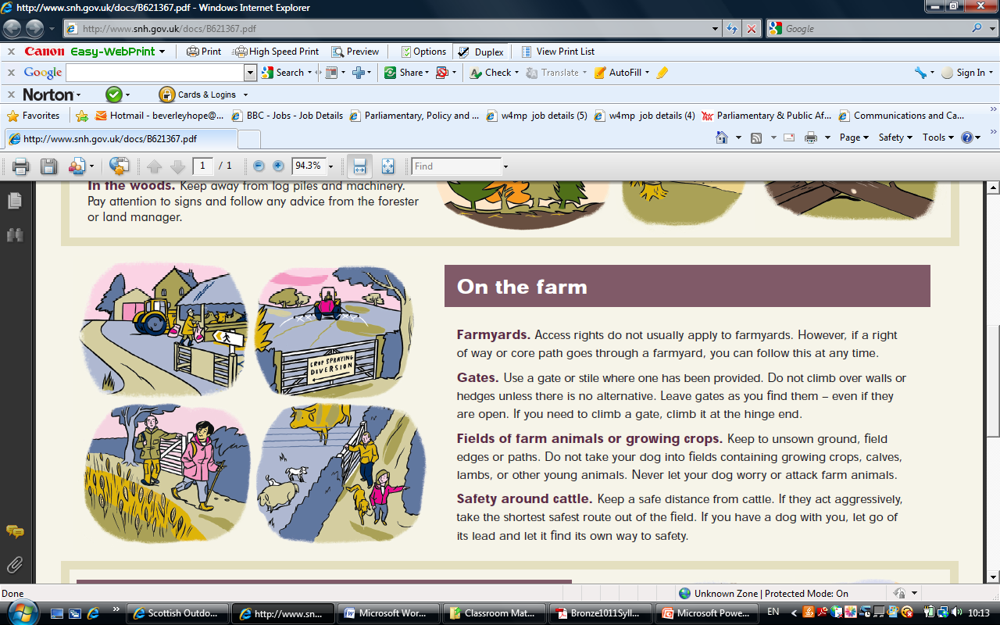 http://www.snh.gov.uk/docs/B621367.pdf - Windows Internet Explorer
http://www.snh.gov.uk/docs/B621367.pdf
Google
Canon Easy-WebPrint Print High Speed Print Preview Options Duplex View Print List
Google Search Share Check Translate AutoFill Sign In
Norton Cards & Logins
Favorites Hotmail - beverleyhope@... BBC - Jobs - Job Details Parliamentary, Policy and ... w4mp job details (5) w4mp job details (4) Parliamentary & Public Af... Communications and Ca...
http://www.snh.gov.uk/docs/B621367.pdf Page Safety Tools
1 / 1 94.3% Find
In the woods. Keep away from log piles and machinery.
Pay attention to signs and follow any advice from the forester
or land manager.
On the farm
CROP SPRAYING
DIVERSION
Farmyards. Access rights do not usually apply to farmyards. However, if a right
of way or core path goes through a farmyard, you can follow this at any time.
Gates. Use a gate or stile where one has been provided. Do not climb over walls or
hedges unless there is no alternative. Leave gates as you find them – even if they
are open. If you need to climb a gate, climb it at the hinge end.
Fields of farm animals or growing crops. Keep to unsown ground, field
edges or paths. Do not take your dog into fields containing growing crops, calves,
lambs, or other young animals. Never let your dog worry or attack farm animals.
Safety around cattle. Keep a safe distance from cattle. If they act aggressively,
take the shortest safest route out of the field. If you have a dog with you, let go of
its lead and let it find its own way to safety.
Done Unknown Zone | Protected Mode: On
Scottish Outdo... http://www.sn... Microsoft Wor... Classroom Mat... Bronze1011Syll... Microsoft Powe... EN 10:13